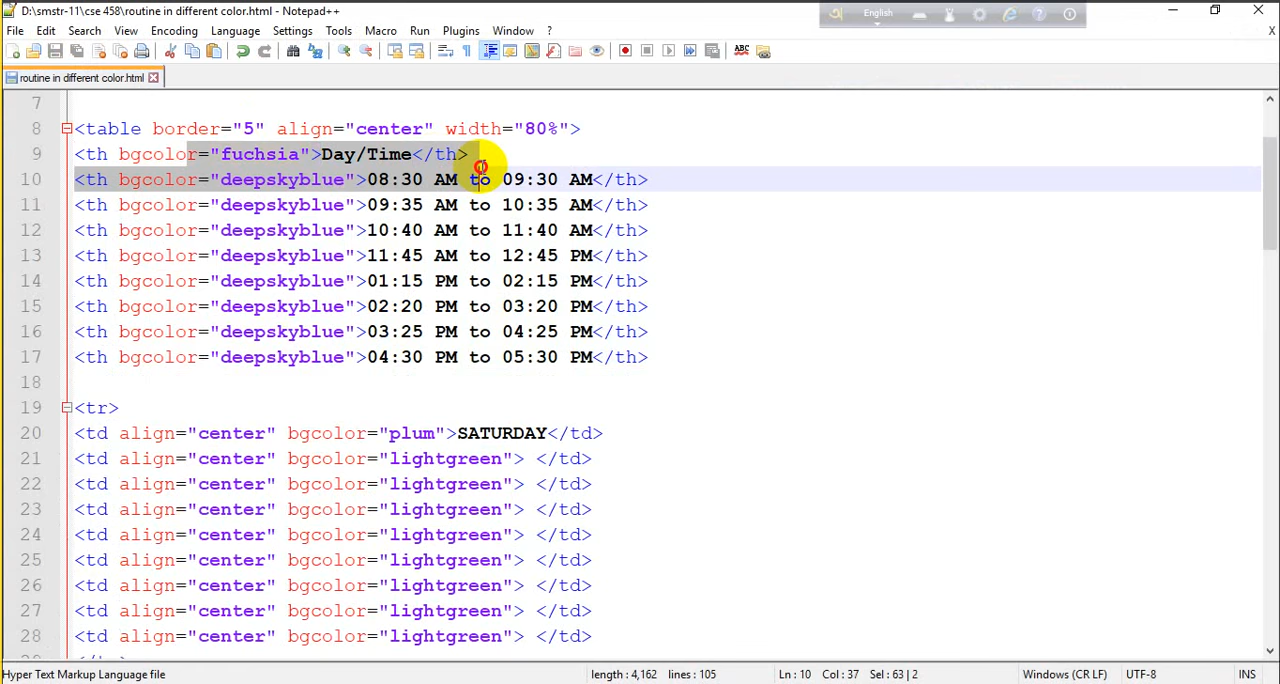 D:\smstr-11\cse 458\routine in different color.html - Notepad++
English
File Edit Search View Encoding Language Settings Tools Macro Run Plugins Window ?
X
ABC
routine in different color.html
7
8 <table border="5" align="center" width="80%">
9 <th bgcolor="fuchsia">Day/Time</th>
10 <th bgcolor="deepskyblue">08:30 AM to 09:30 AM</th>
11 <th bgcolor="deepskyblue">09:35 AM to 10:35 AM</th>
12 <th bgcolor="deepskyblue">10:40 AM to 11:40 AM</th>
13 <th bgcolor="deepskyblue">11:45 AM to 12:45 PM</th>
14 <th bgcolor="deepskyblue">01:15 PM to 02:15 PM</th>
15 <th bgcolor="deepskyblue">02:20 PM to 03:20 PM</th>
16 <th bgcolor="deepskyblue">03:25 PM to 04:25 PM</th>
17 <th bgcolor="deepskyblue">04:30 PM to 05:30 PM</th>
18
19 <tr>
20 <td align="center" bgcolor="plum">SATURDAY</td>
21 <td align="center" bgcolor="lightgreen"> </td>
22 <td align="center" bgcolor="lightgreen"> </td>
23 <td align="center" bgcolor="lightgreen"> </td>
24 <td align="center" bgcolor="lightgreen"> </td>
25 <td align="center" bgcolor="lightgreen"> </td>
26 <td align="center" bgcolor="lightgreen"> </td>
27 <td align="center" bgcolor="lightgreen"> </td>
28 <td align="center" bgcolor="lightgreen"> </td>
Hyper Text Markup Language file length : 4,162 lines : 105 Ln : 10 Col : 37 Sel : 63 | 2 Windows (CR LF) UTF-8 INS